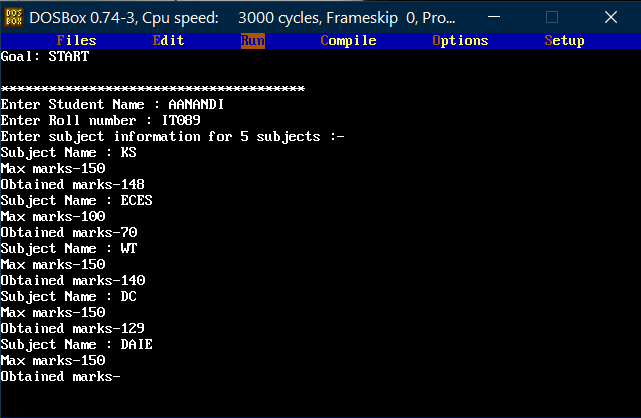 DOS BOX DOSBox 0.74-3, Cpu speed: 3000 cycles, Frameskip 0, Pro...
Files Edit Run Compile Options Setup
Goal: START
**************************************
Enter Student Name : AANANDI
Enter Roll number : IT089
Enter subject information for 5 subjects :-
Subject Name : KS
Max marks-150
Obtained marks-148
Subject Name : ECES
Max marks-100
Obtained marks-70
Subject Name : WT
Max marks-150
Obtained marks-140
Subject Name : DC
Max marks-150
Obtained marks-129
Subject Name : DAIE
Max marks-150
Obtained marks-